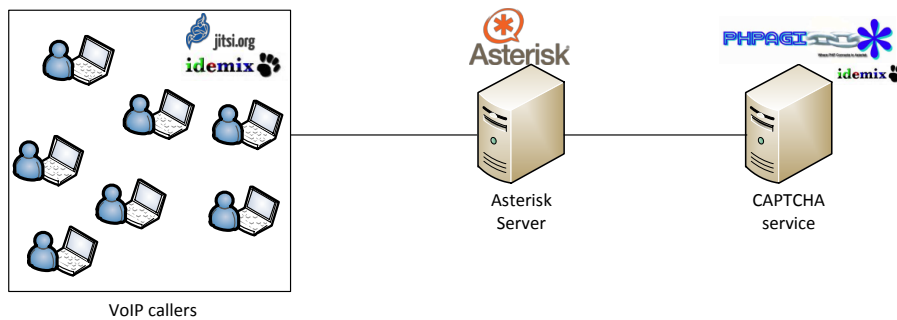 jitsi.org
idemix
VoIP callers
Asterisk
Asterisk
Server
PHPAGI
idemix
CAPTCHA
service